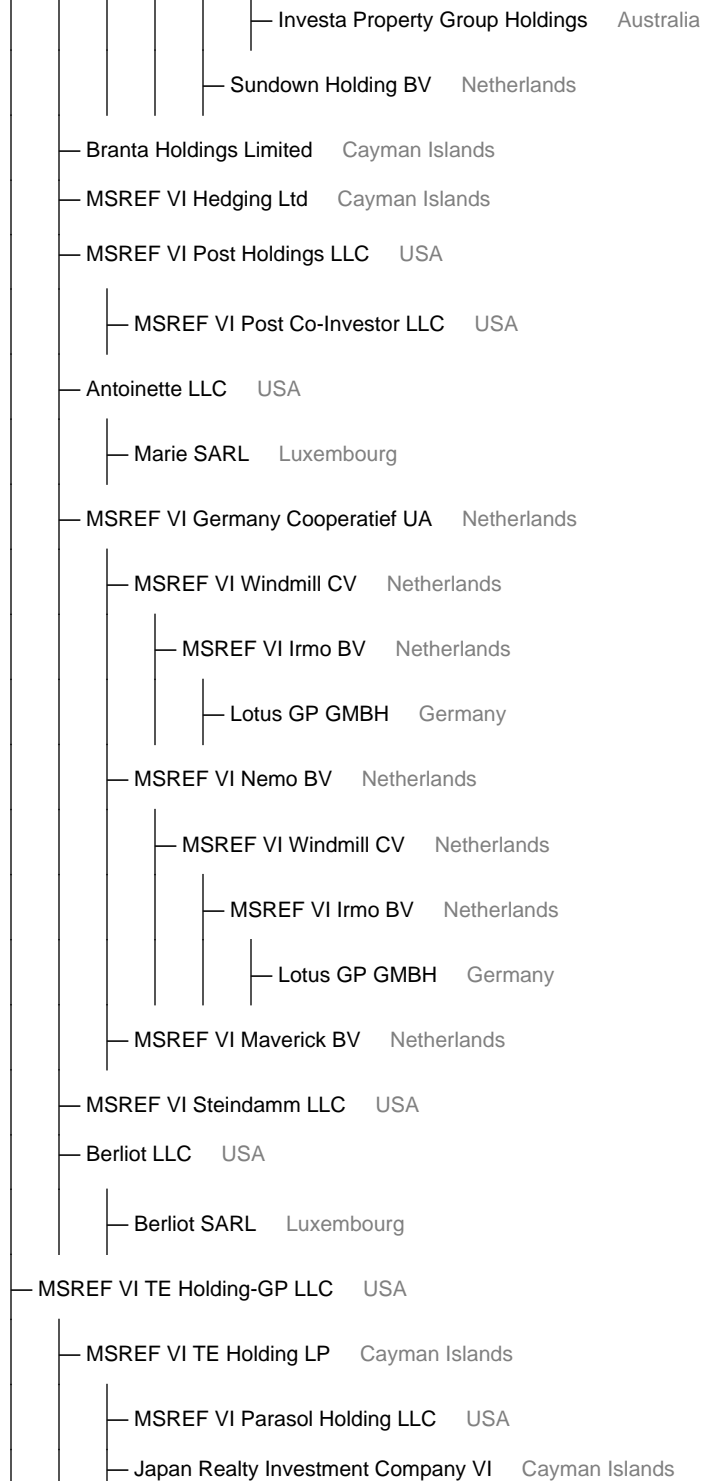 Investa Property Group Holdings Australia
Sundown Holding BV Netherlands
Branta Holdings Limited Cayman Islands
MSREF VI Hedging Ltd Cayman Islands
MSREF VI Post Holdings LLC USA
MSREF VI Post Co-Investor LLC USA
Antoinette LLC USA
Marie SARL Luxembourg
MSREF VI Germany Cooperatief UA Netherlands
MSREF VI Windmill CV Netherlands
MSREF VI Irmo BV Netherlands
Lotus GP GMBH Germany
MSREF VI Nemo BV Netherlands
MSREF VI Windmill CV Netherlands
MSREF VI Irmo BV Netherlands
Lotus GP GMBH Germany
MSREF VI Maverick BV Netherlands
MSREF VI Steindamm LLC USA
Berliot LLC USA
Berliot SARL Luxembourg
MSREF VI TE Holding-GP LLC USA
MSREF VI TE Holding LP Cayman Islands
MSREF VI Parasol Holding LLC USA
Japan Realty Investment Company VI Cayman Islands